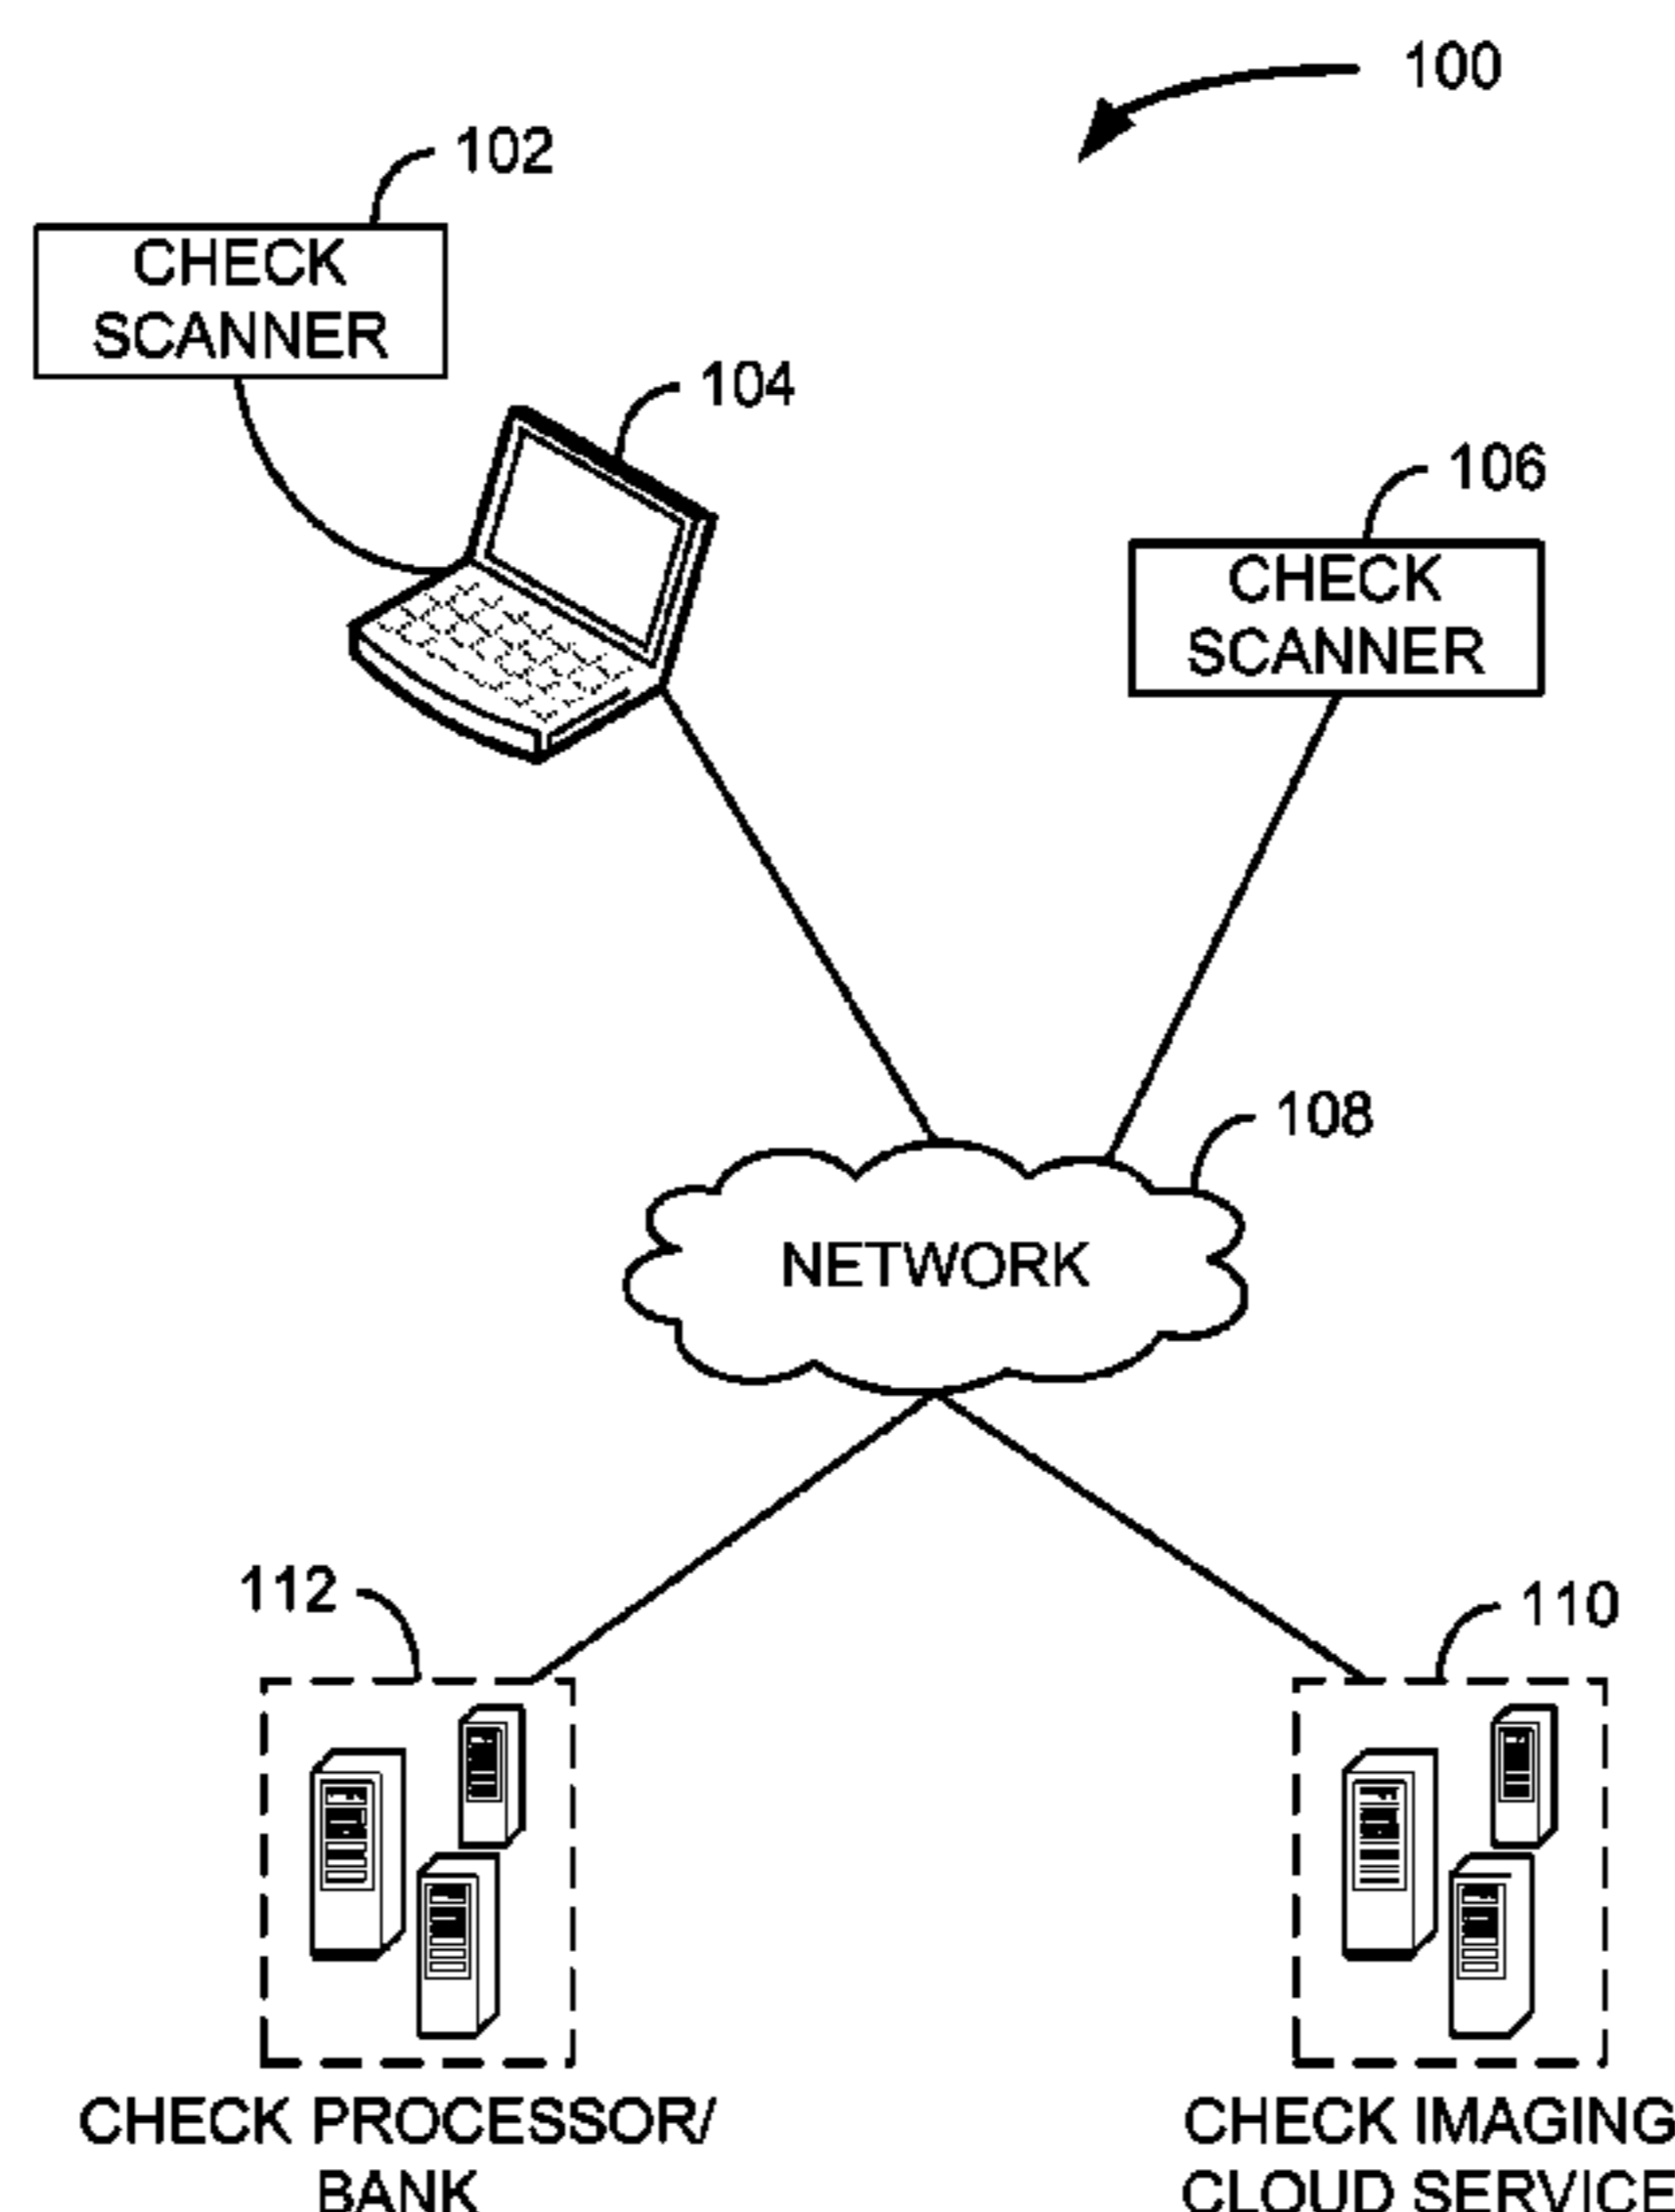 100
102
CHECK
SCANNER
104
106
CHECK
SCANNER
108
NETWORK
112
110
CHECK PROCESSOR/
BANK
CHECK IMAGING
CLOUD SERVICE